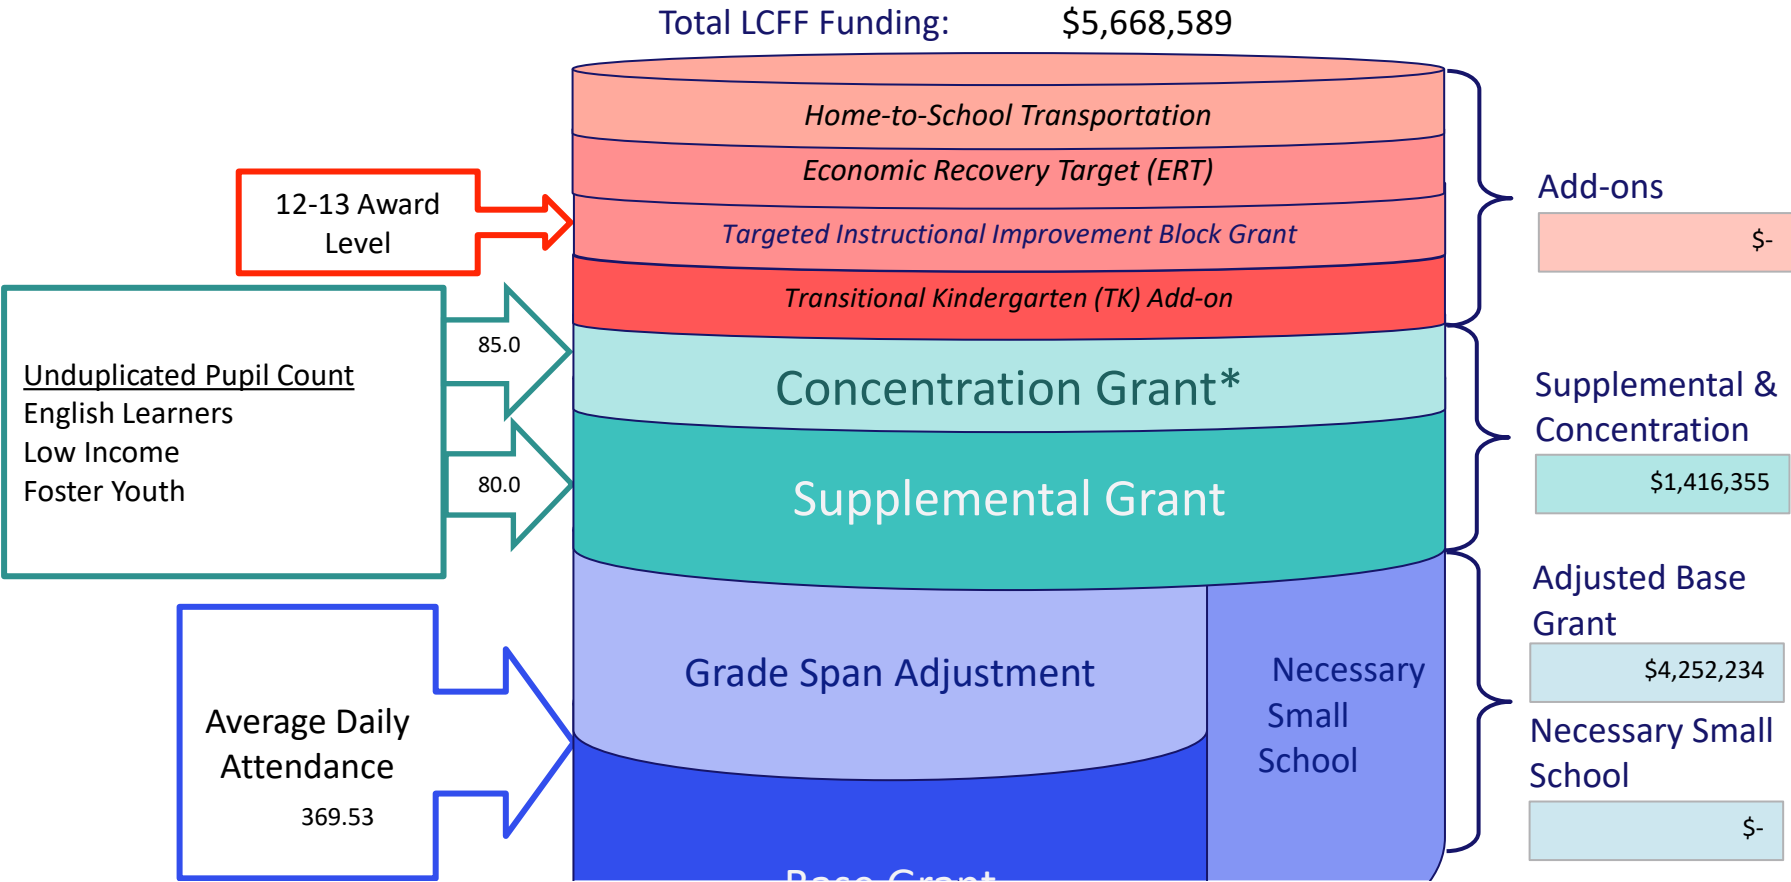 Total LCFF Funding: $5,668,589
Home-to-School Transportation
Economic Recovery Target (ERT)
Targeted Instructional Improvement Block Grant
Transitional Kindergarten (TK) Add-on
Concentration Grant*
Supplemental Grant
Grade Span Adjustment
Necessary
Small
School
Base Grant
12-13 Award
Level
Unduplicated Pupil Count
English Learners
Low Income
Foster Youth
85.0
80.0
Average Daily
Attendance
369.53
Add-ons
$-
Supplemental &
Concentration
$1,416,355
Adjusted Base
Grant
$4,252,234
Necessary Small
School
$-